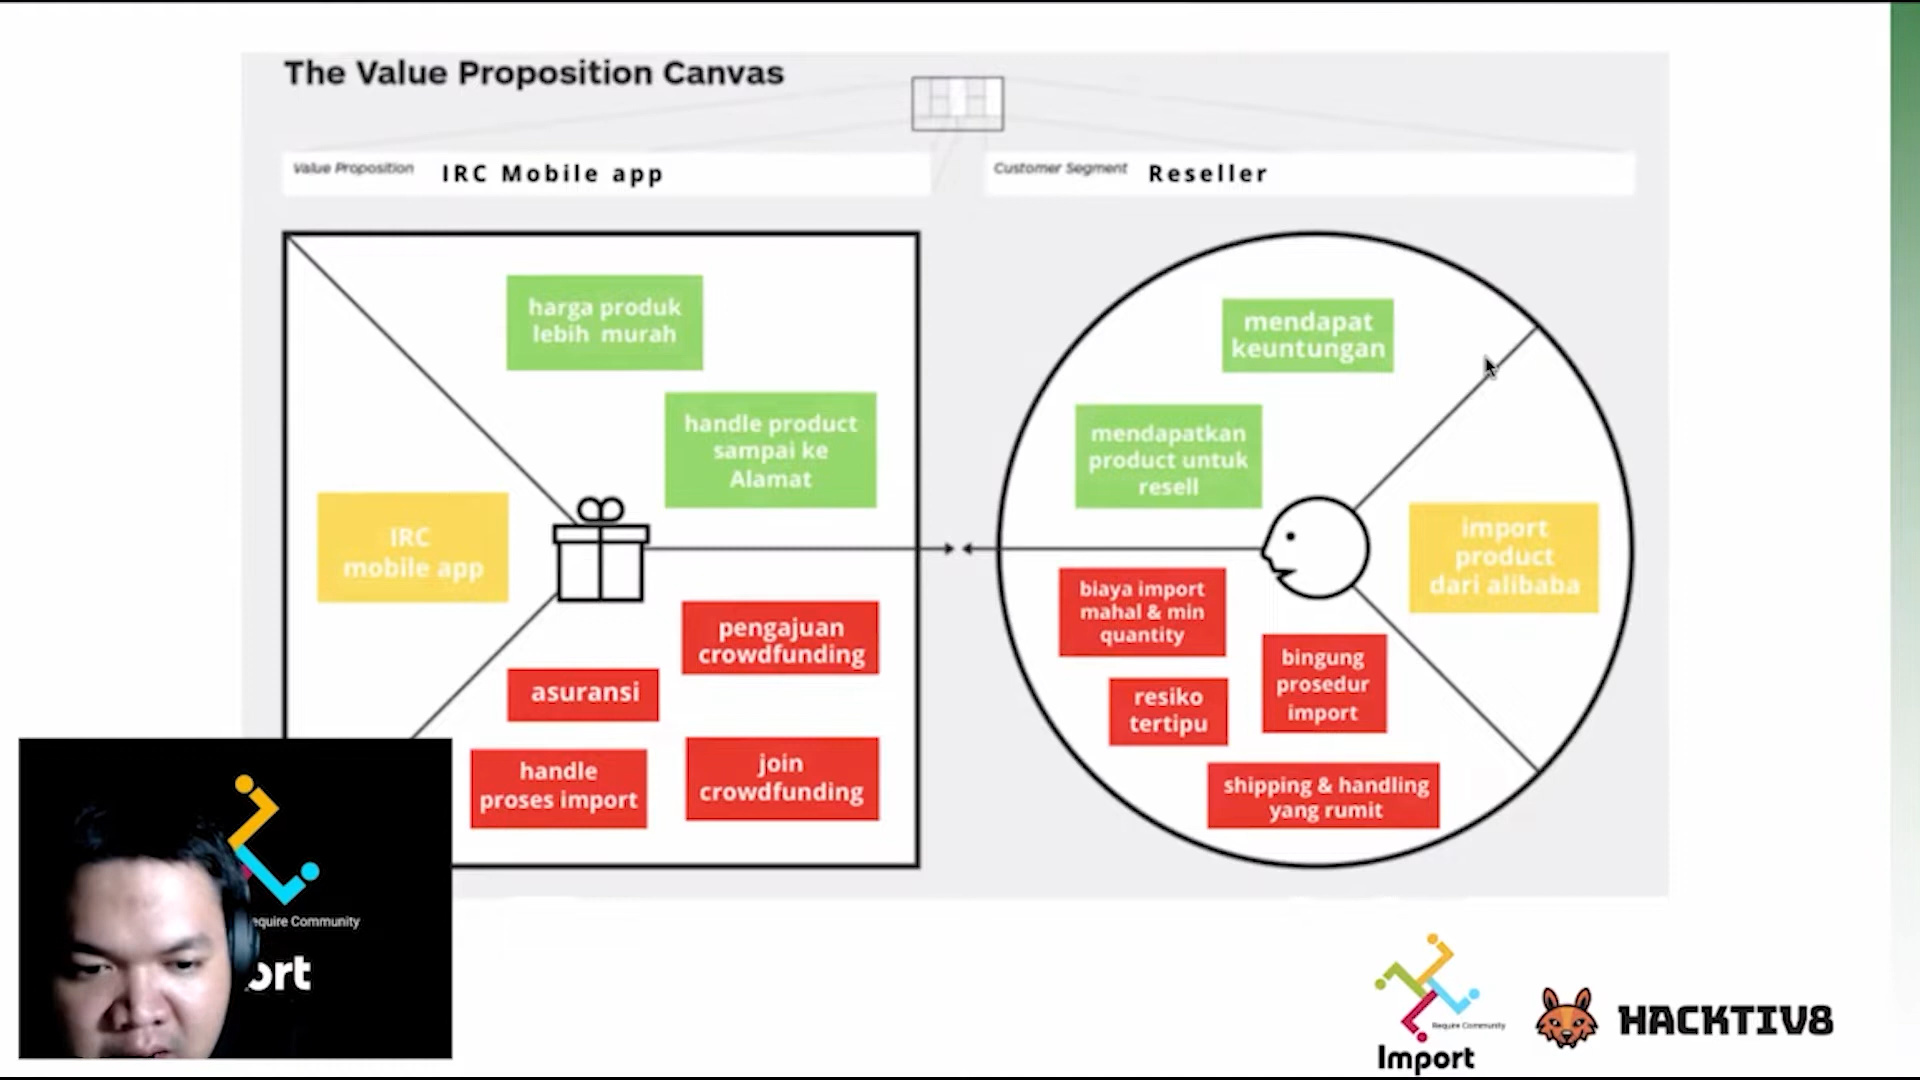 The Value Proposition Canvas
Value Proposition
IRC Mobile app
Customer Segment
Reseller
harga produk
lebih murah
handle product
sampai ke
Alamat
IRC
mobile app
pengajuan
crowdfunding
asuransi
handle
proses import
join
crowdfunding
mendapat
keuntungan
mendapatkan
product untuk
resell
import
product
dari alibaba
biaya import
mahal & min
quantity
bingung
prosedur
import
resiko
tertipu
shipping & handling
yang rumit
equire Community
ort
Require Community
Import
HACKTIV8